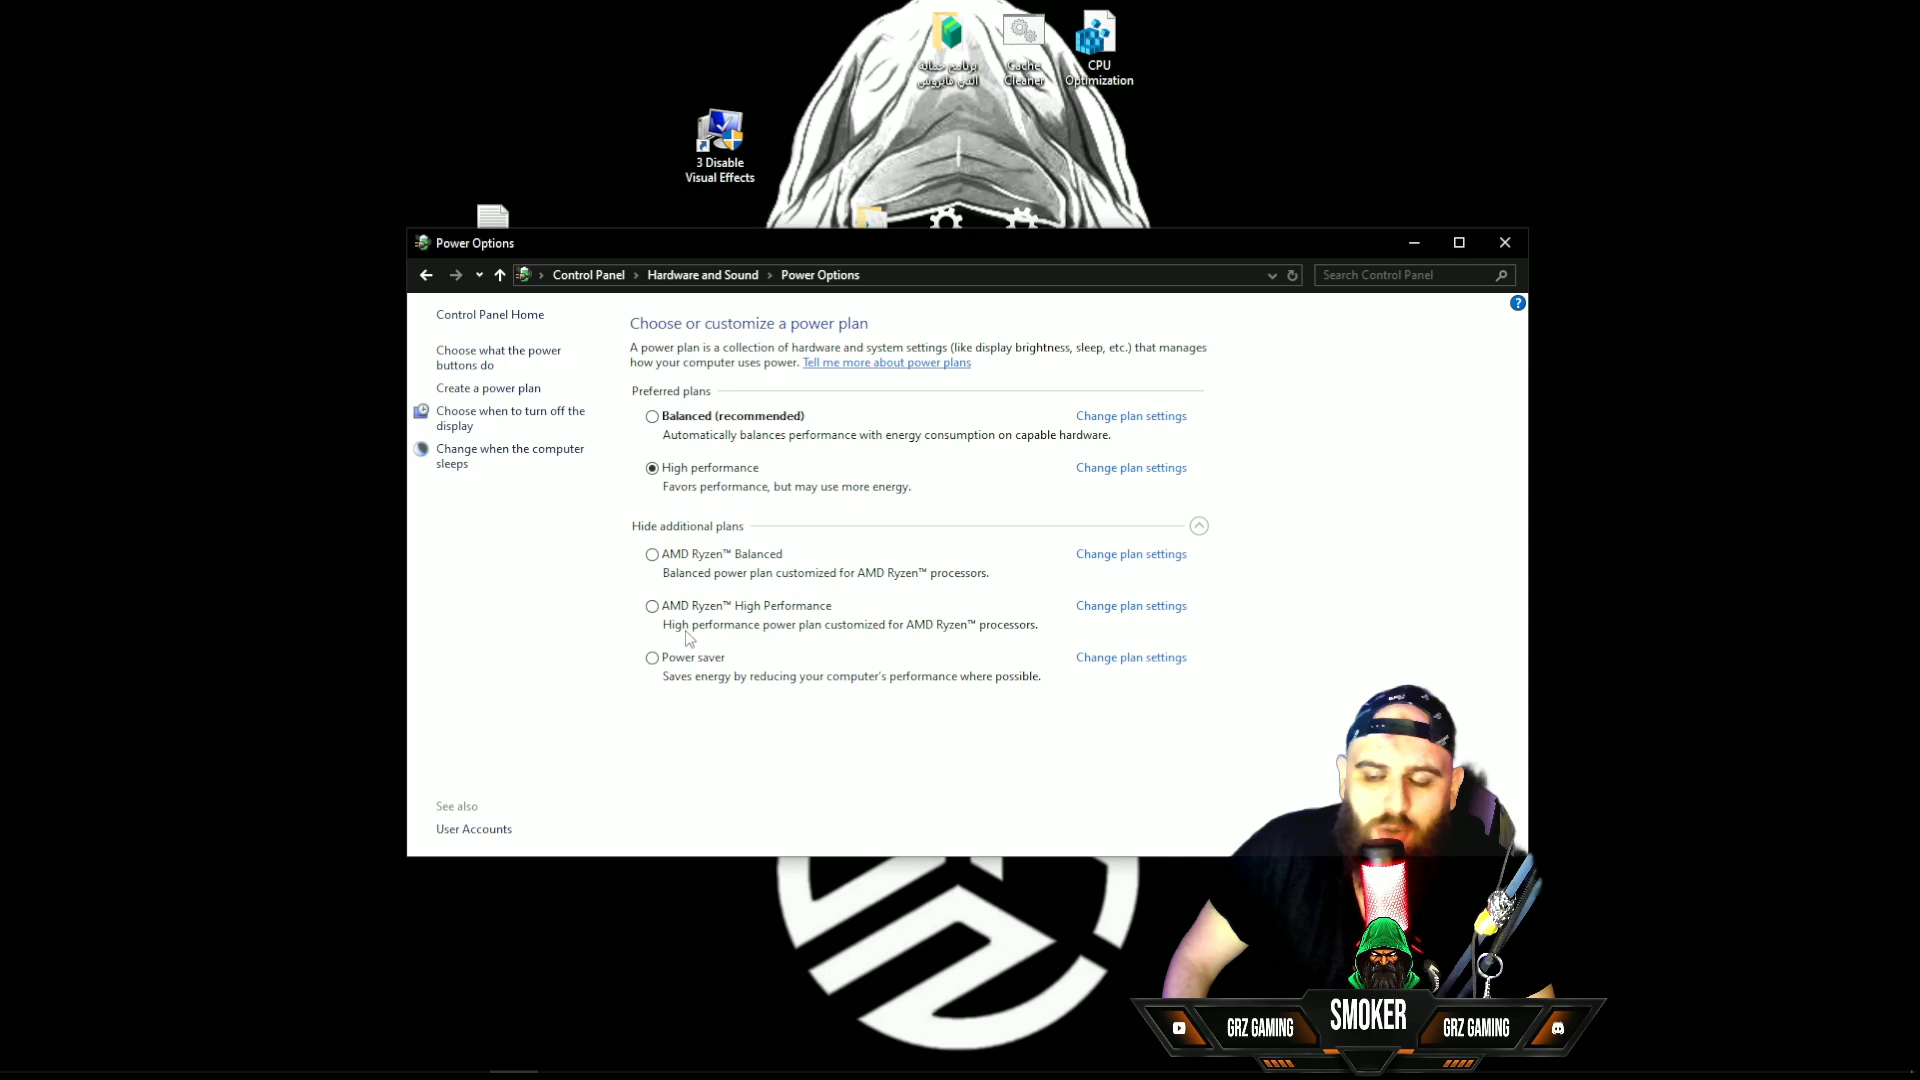 برنامج حماية
انتي فايروس
Cache
Cleaner
CPU
Optimization
3 Disable
Visual Effects
Power Options
Control Panel
Hardware and Sound
Power Options
Search Control Panel
?
Control Panel Home
Choose what the power
buttons do
Create a power plan
Choose when to turn off the
display
Change when the computer
sleeps
See also
User Accounts
Choose or customize a power plan
A power plan is a collection of hardware and system settings (like display brightness, sleep, etc.) that manages
how your computer uses power. Tell me more about power plans
Preferred plans
Balanced (recommended) Change plan settings
Automatically balances performance with energy consumption on capable hardware.
High performance Change plan settings
Favors performance, but may use more energy.
Hide additional plans
AMD Ryzen™ Balanced Change plan settings
Balanced power plan customized for AMD Ryzen™ processors.
AMD Ryzen™ High Performance Change plan settings
High performance power plan customized for AMD Ryzen™ processors.
Power saver Change plan settings
Saves energy by reducing your computer's performance where possible.
GRZ GAMING
SMOKER
GRZ GAMING